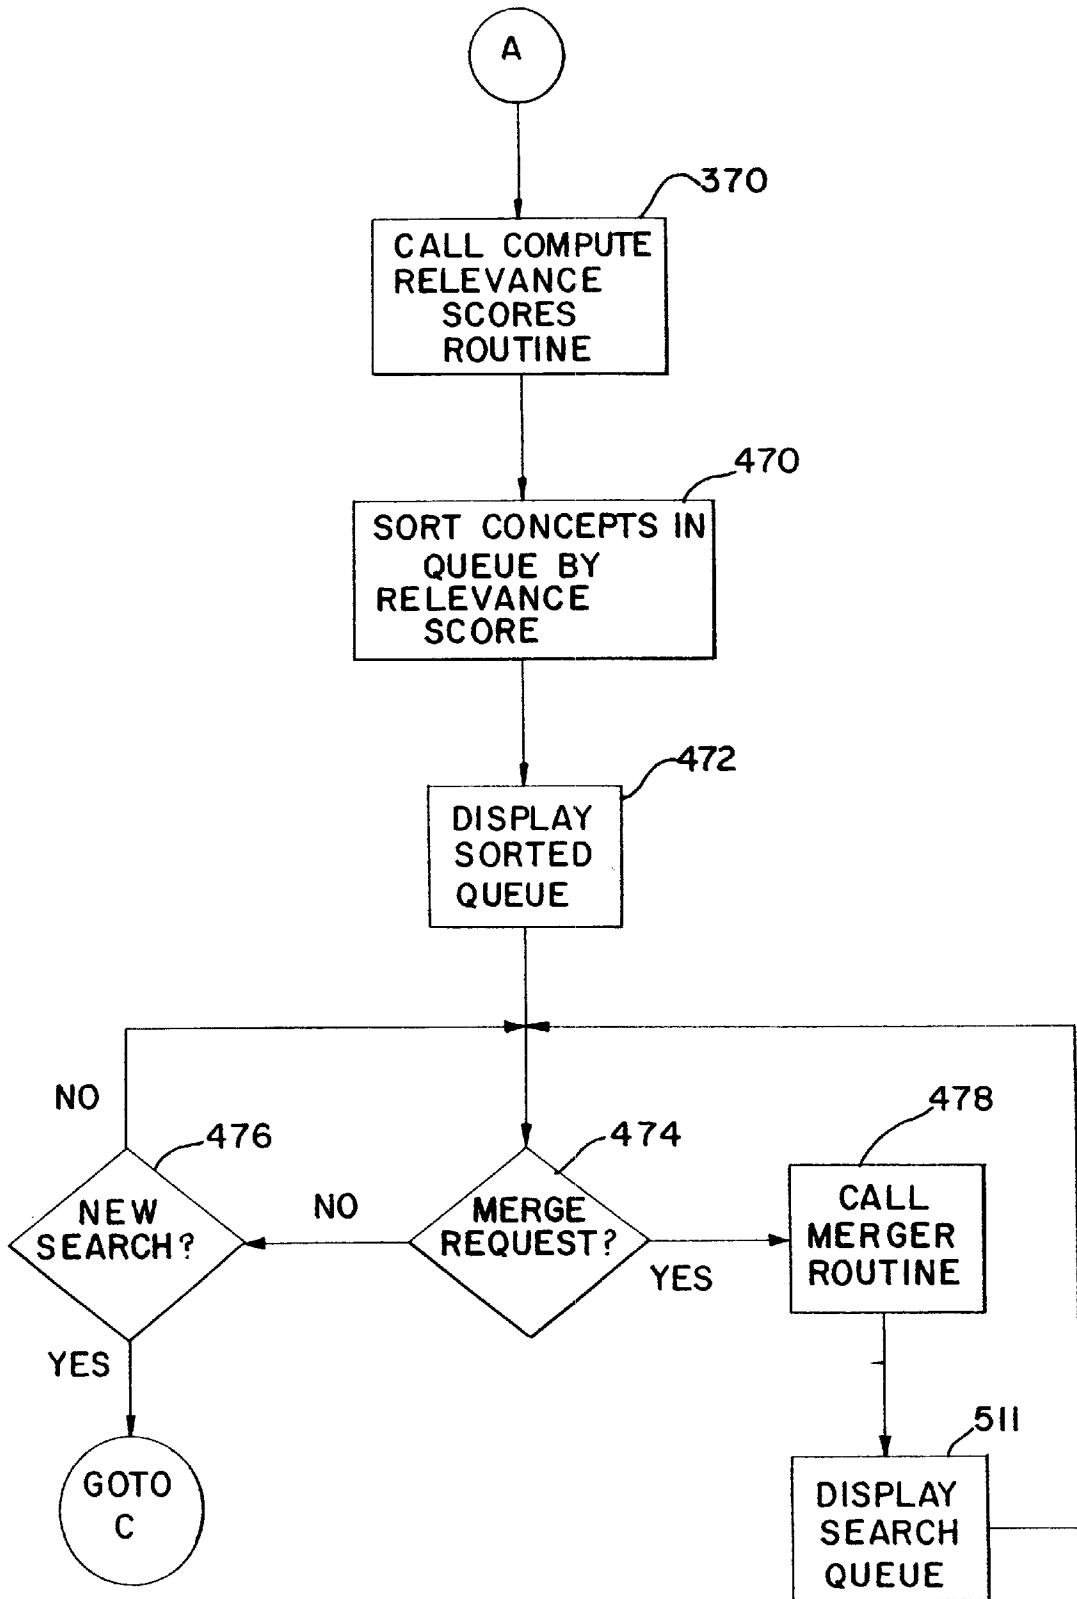 A
370
CALL COMPUTE
RELEVANCE
SCORES
ROUTINE
470
SORT CONCEPTS IN
QUEUE BY
RELEVANCE
SCORE
472
DISPLAY
SORTED
QUEUE
NO
476
474
478
NEW
SEARCH?
NO
MERGE
REQUEST?
YES
CALL
MERGER
ROUTINE
YES
511
GOTO
C
DISPLAY
SEARCH
QUEUE